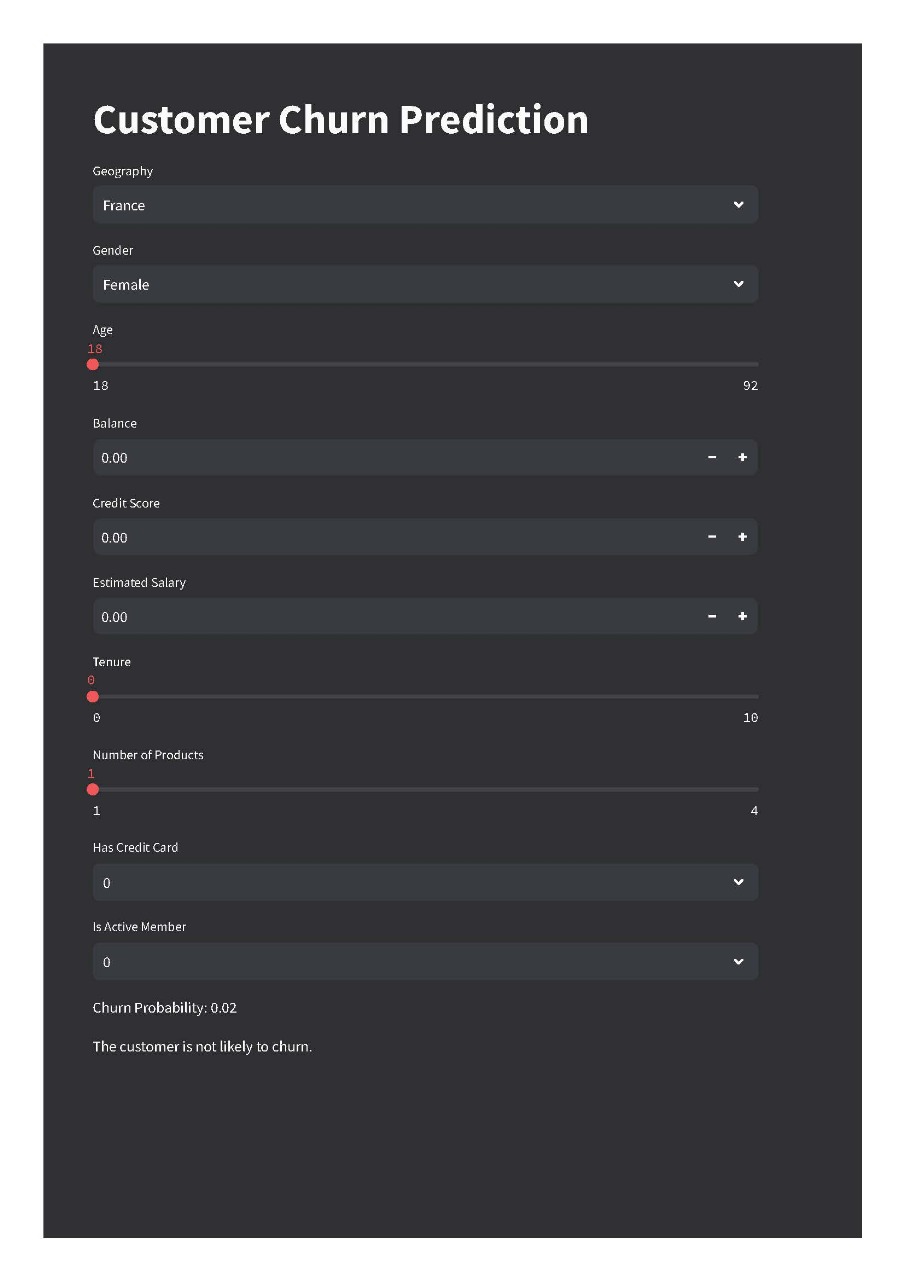 Customer Churn Prediction
Geography
France
Gender
Female
Age
18
18 92
Balance
0.00
Credit Score
0.00
Estimated Salary
0.00
Tenure
0
0 10
Number of Products
1
1 4
Has Credit Card
0
Is Active Member
0
Churn Probability: 0.02
The customer is not likely to churn.